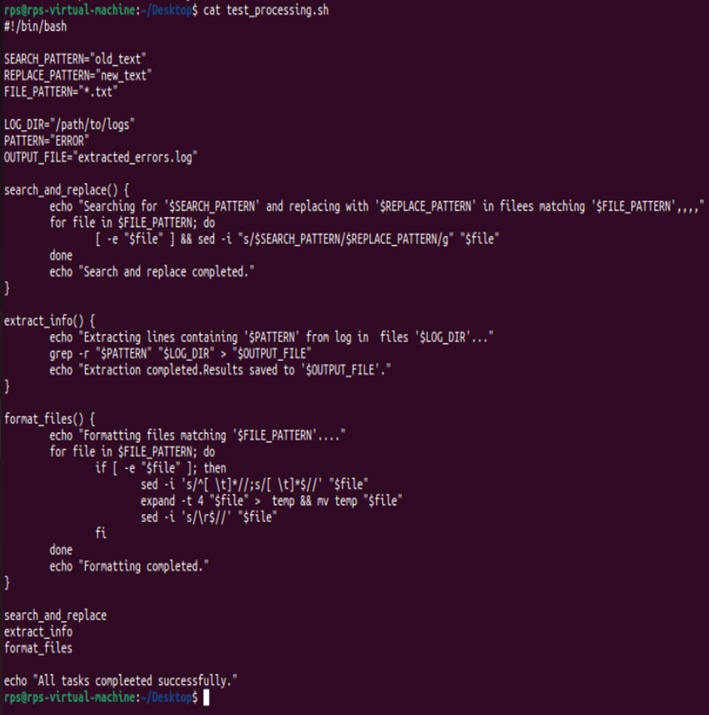 rps@rps-virtual-machine:~/Desktop$ cat test_processing.sh
#!/bin/bash
SEARCH_PATTERN="old_text"
REPLACE_PATTERN="new_text"
FILE_PATTERN="*.txt"
LOG_DIR="/path/to/logs"
PATTERN="ERROR"
OUTPUT_FILE="extracted_errors.log"
search_and_replace() {
echo "Searching for '$SEARCH_PATTERN' and replacing with '$REPLACE_PATTERN' in filees matching '$FILE_PATTERN',,,,"
for file in $FILE_PATTERN; do
[ -e "$file" ] && sed -i "s/$SEARCH_PATTERN/$REPLACE_PATTERN/g" "$file"
done
echo "Search and replace completed."
}
extract_info() {
echo "Extracting lines containing '$PATTERN' from log in  files '$LOG_DIR'..."
grep -r "$PATTERN" "$LOG_DIR" > "$OUTPUT_FILE"
echo "Extraction completed.Results saved to '$OUTPUT_FILE'."
}
format_files() {
echo "Formatting files matching '$FILE_PATTERN'...."
for file in $FILE_PATTERN; do
if [ -e "$file" ]; then
sed -i 's/^[ \t]*//;s/[ \t]*$//' "$file"
expand -t 4 "$file" >  temp && mv temp "$file"
sed -i 's/\r$//' "$file"
fi
done
echo "Formatting completed."
}
search_and_replace
extract_info
format_files
echo "All tasks compleeted successfully."
rps@rps-virtual-machine:~/Desktop$